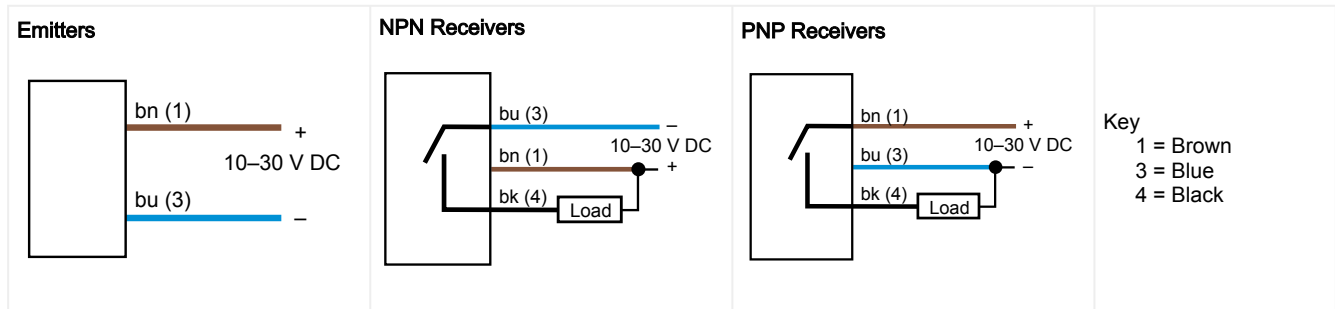 Emitters
bn (1)
+
10–30 V DC
bu (3)
–
NPN Receivers
bu (3)
–
10–30 V DC
bn (1)
+
bk (4)
Load
PNP Receivers
bn (1)
+
10–30 V DC
bu (3)
–
bk (4)
Load
Key
1 = Brown
3 = Blue
4 = Black